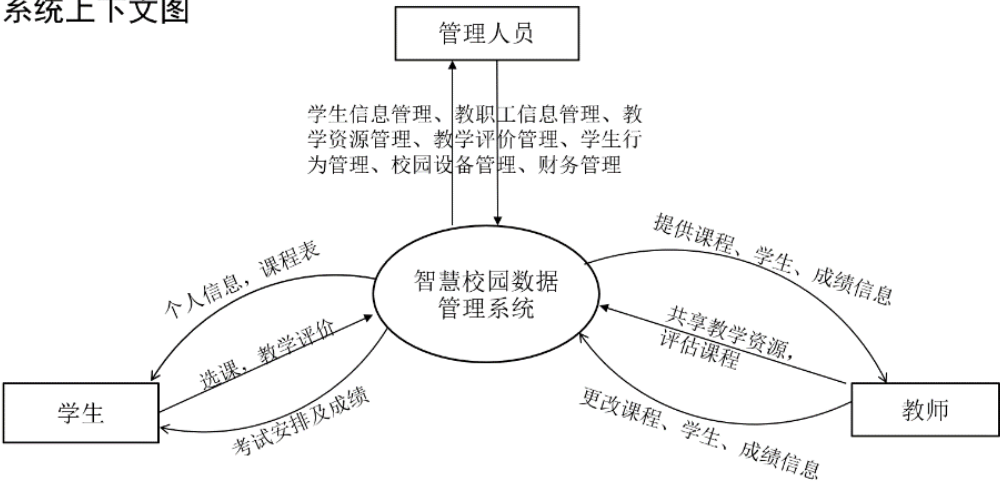 系统上下文图
管理人员
学生信息管理、教职工信息管理、教
学资源管理、教学评价管理、学生行
为管理、校园设备管理、财务管理
智慧校园数据
管理系统
个人信息，课程表
选课，教学评价
考试安排及成绩
学生
提供课程、学生、成绩信息
共享教学资源，
评估课程
更改课程、学生、成绩信息
教师